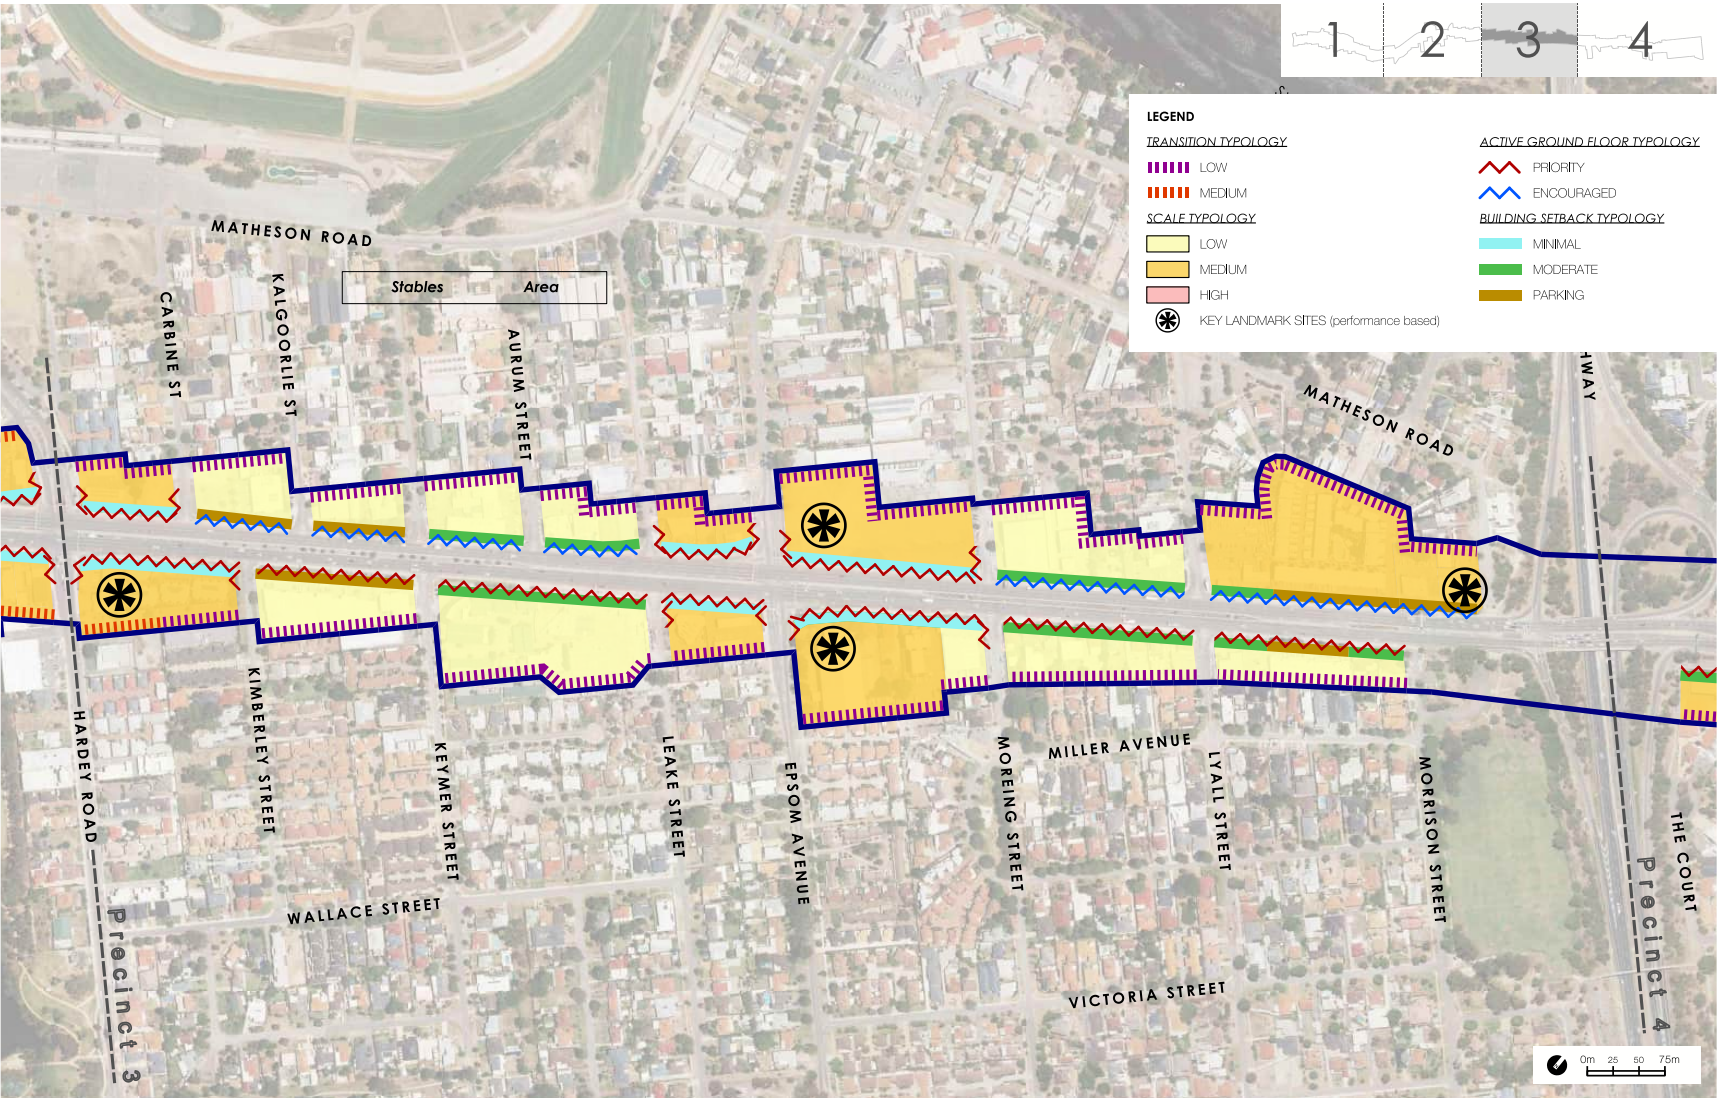 1 2 3 4
LEGEND
TRANSITION TYPOLOGY
LOW
MEDIUM
SCALE TYPOLOGY
LOW
MEDIUM
HIGH
KEY LANDMARK SITES (performance based)
ACTIVE GROUND FLOOR TYPOLOGY
PRIORITY
ENCOURAGED
BUILDING SETBACK TYPOLOGY
MINIMAL
MODERATE
PARKING
MATHESON ROAD
Stables Area
CARBINE ST
KALGOORLIE ST
AURUM STREET
MATHESON ROAD
HWAY
HARDEY ROAD
KIMBERLEY STREET
KEYMER STREET
LEAKE STREET
EPSOM AVENUE
MOREING STREET
MILLER AVENUE
LYALL STREET
MORRISON STREET
THE COURT
WALLACE STREET
VICTORIA STREET
Precinct 3
Precinct 4
0m 25 50 75m